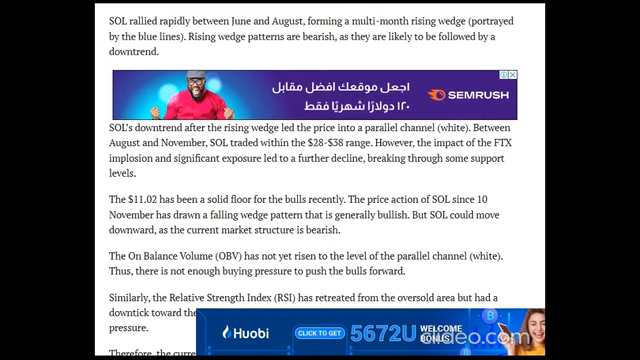 SOL rallied rapidly between June and August, forming a multi-month rising wedge (portrayed
by the blue lines). Rising wedge patterns are bearish, as they are likely to be followed by a
downtrend.
اجعل موقعك افضل مقابل
١٢٠ دولارًا شهريًا فقط
SEMRUSH
SOL's downtrend after the rising wedge led the price into a parallel channel (white). Between
August and November, SOL traded within the $28-$38 range. However, the impact of the FTX
implosion and significant exposure led to a further decline, breaking through some support
levels.
The $11.02 has been a solid floor for the bulls recently. The price action of SOL since 10
November has drawn a falling wedge pattern that is generally bullish. But SOL could move
downward, as the current market structure is bearish.
The On Balance Volume (OBV) has not yet risen to the level of the parallel channel (white).
Thus, there is not enough buying pressure to push the bulls forward.
Similarly, the Relative Strength Index (RSI) has retreated from the oversold area but had a
downtick toward the
pressure.
Huobi
CLICK TO GET
5672U
WELCOME
BONUS
video.com
Therefore, the curre